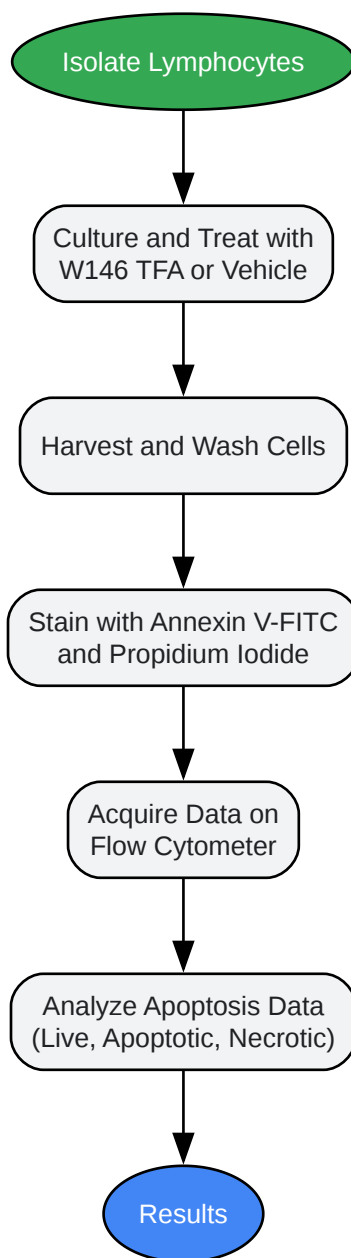 Isolate Lymphocytes
Culture and Treat with
W146 TFA or Vehicle
Harvest and Wash Cells
Stain with Annexin V-FITC
and Propidium Iodide
Acquire Data on
Flow Cytometer
Analyze Apoptosis Data
(Live, Apoptotic, Necrotic)
Results